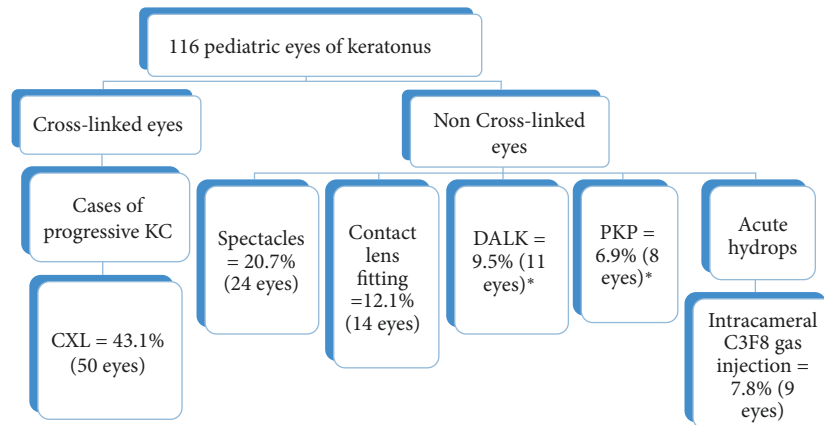 116 pediatric eyes of keratonus
Cross-linked eyes
Non Cross-linked
eyes
Cases of
progressive KC
Spectacles
= 20.7%
(24 eyes)
Contact
lens
fitting
=12.1%
(14 eyes)
DALK =
9.5% (11
eyes)*
PKP =
6.9% (8
eyes)*
Acute
hydrops
CXL = 43.1%
(50 eyes)
Intracameral
C3F8 gas
injection =
7.8% (9
eyes)